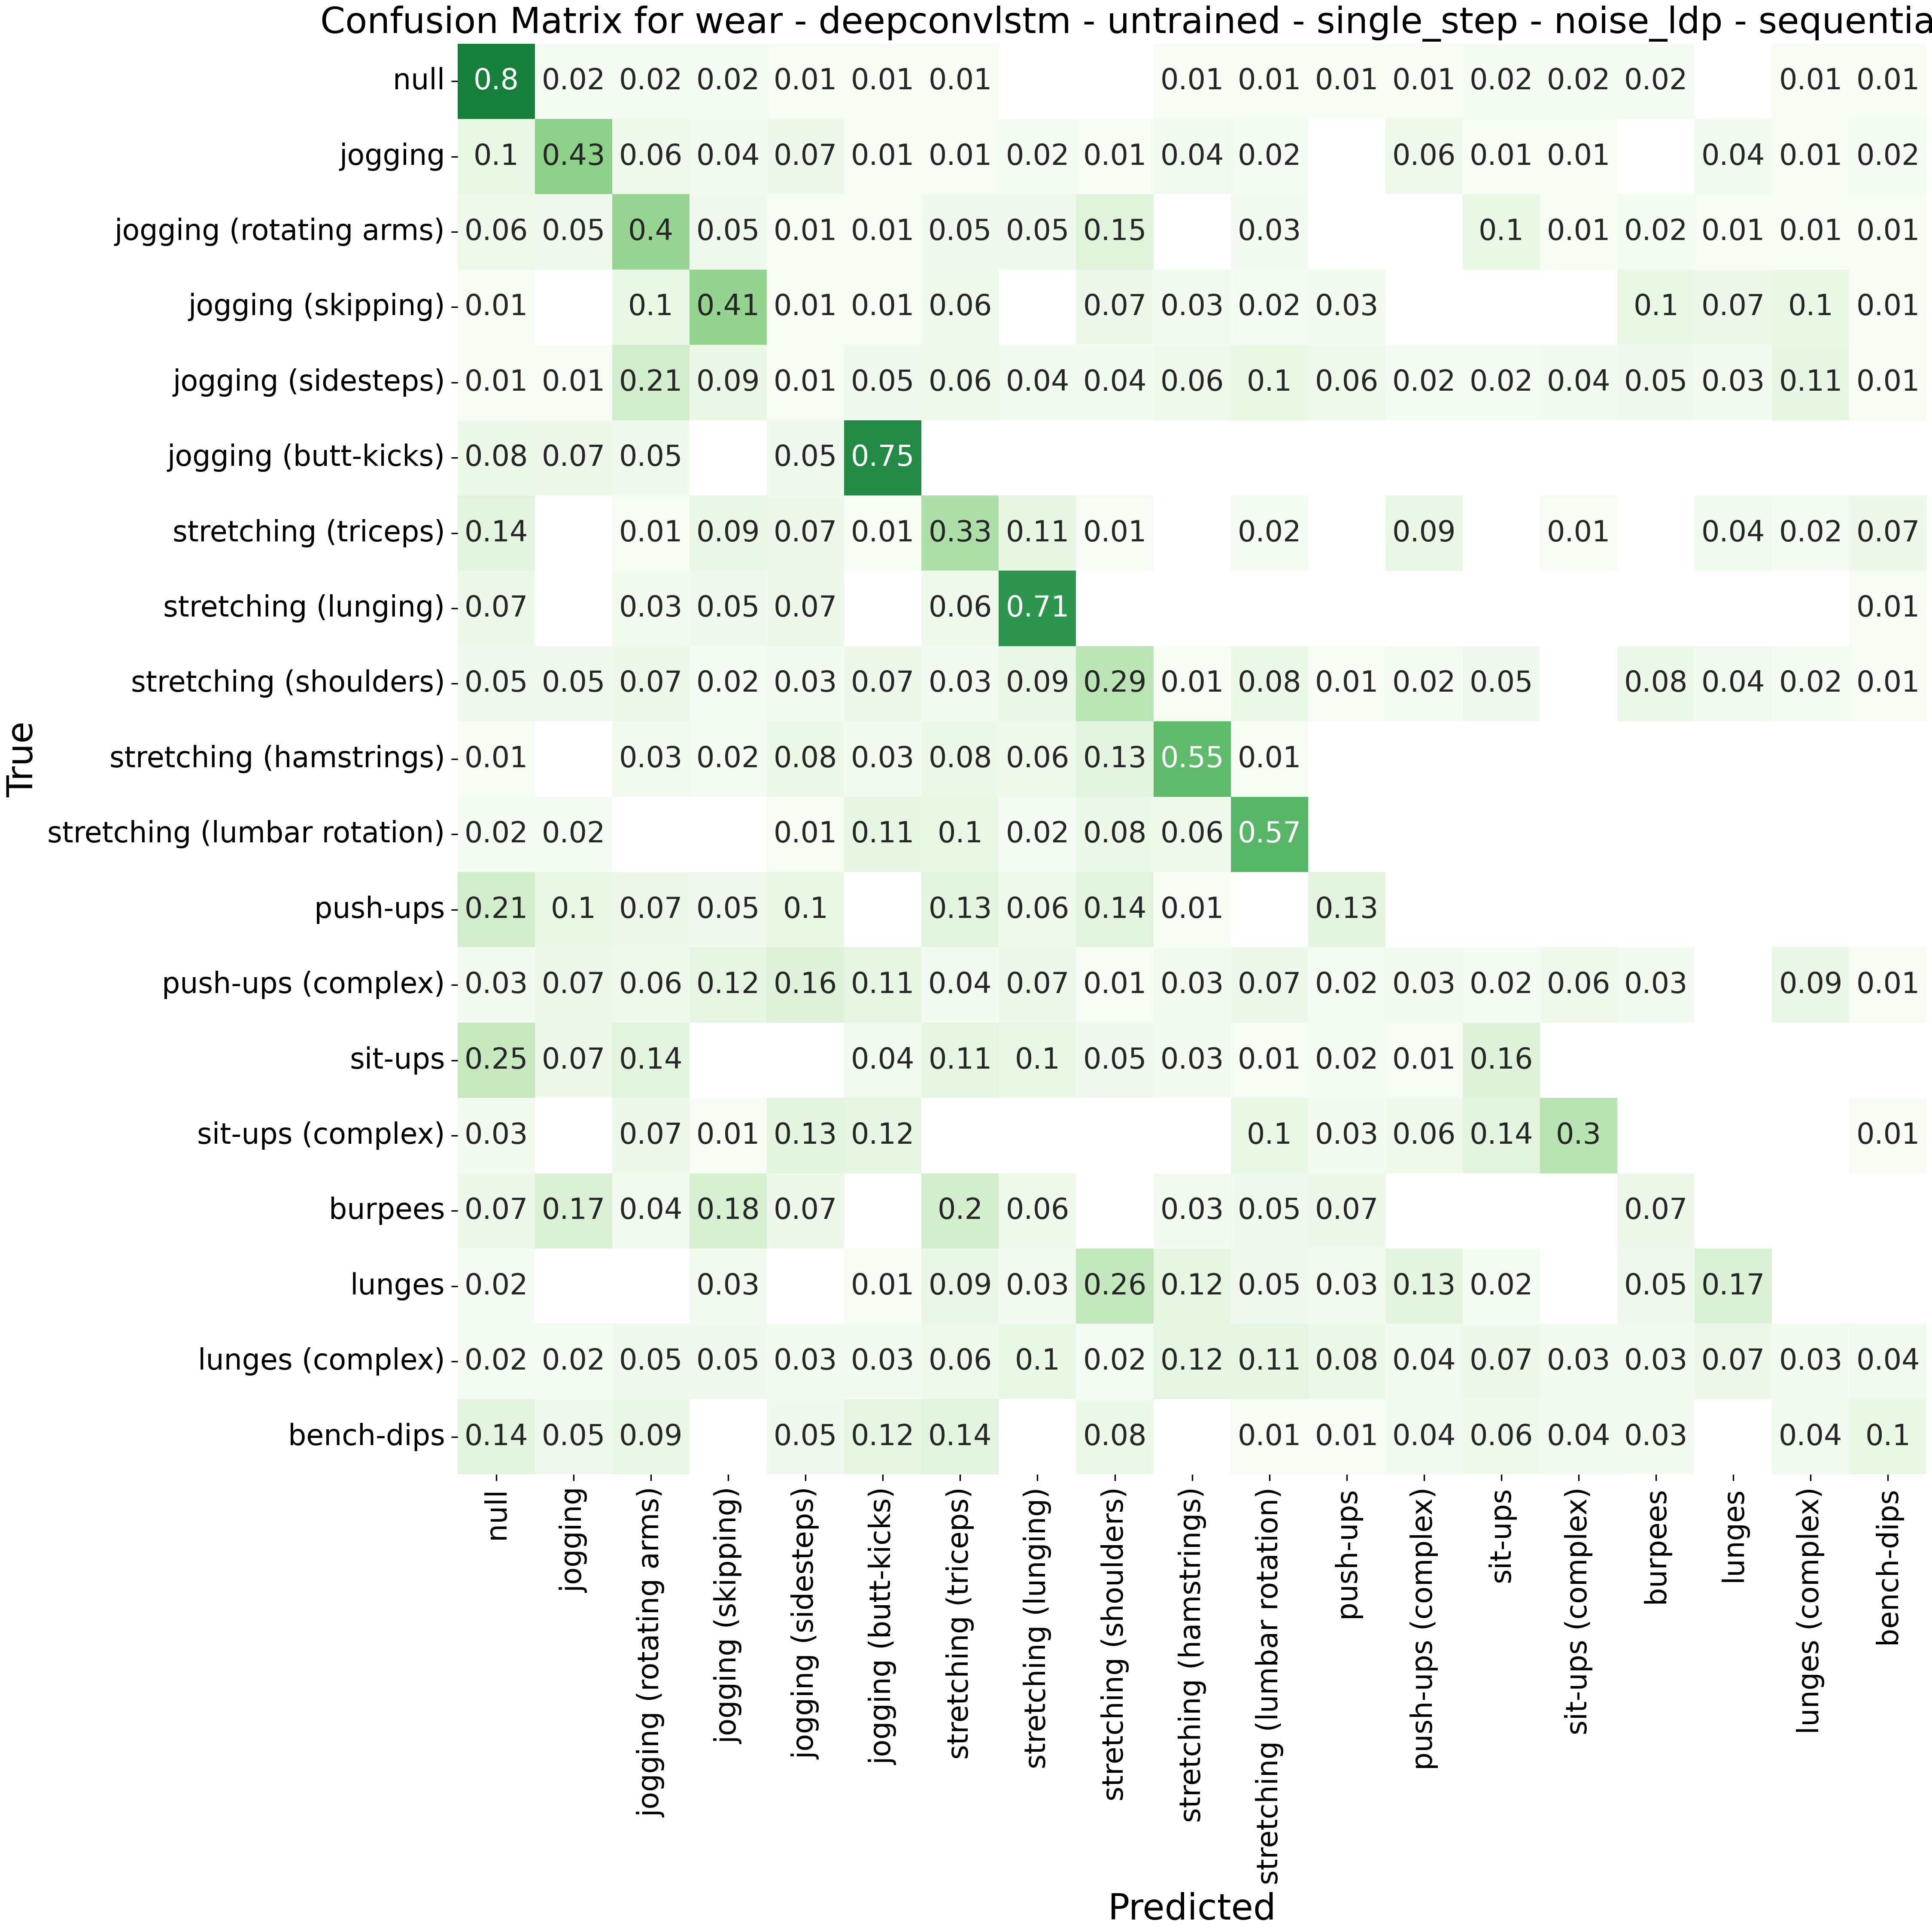 Confusion Matrix for wear - deepconvlstm - untrained - single_step - noise_ldp - sequentia
null 0.8 0.02 0.02 0.02 0.01 0.01 0.01 0.01 0.01 0.01 0.01 0.02 0.02 0.02 0.01 0.01
jogging 0.1 0.43 0.06 0.04 0.07 0.01 0.01 0.02 0.01 0.04 0.02 0.06 0.01 0.01 0.04 0.01 0.02
jogging (rotating arms) 0.06 0.05 0.4 0.05 0.01 0.01 0.05 0.05 0.15 0.03 0.1 0.01 0.02 0.01 0.01 0.01
jogging (skipping) 0.01 0.1 0.41 0.01 0.01 0.06 0.07 0.03 0.02 0.03 0.1 0.07 0.1 0.01
jogging (sidesteps) 0.01 0.01 0.21 0.09 0.01 0.05 0.06 0.04 0.04 0.06 0.1 0.06 0.02 0.02 0.04 0.05 0.03 0.11 0.01
jogging (butt-kicks) 0.08 0.07 0.05 0.05 0.75
stretching (triceps) 0.14 0.01 0.09 0.07 0.01 0.33 0.11 0.01 0.02 0.09 0.01 0.04 0.02 0.07
stretching (lunging) 0.07 0.03 0.05 0.07 0.06 0.71 0.01
stretching (shoulders) 0.05 0.05 0.07 0.02 0.03 0.07 0.03 0.09 0.29 0.01 0.08 0.01 0.02 0.05 0.08 0.04 0.02 0.01
stretching (hamstrings) 0.01 0.03 0.02 0.08 0.03 0.08 0.06 0.13 0.55 0.01
stretching (lumbar rotation) 0.02 0.02 0.01 0.11 0.1 0.02 0.08 0.06 0.57
push-ups 0.21 0.1 0.07 0.05 0.1 0.13 0.06 0.14 0.01 0.13
push-ups (complex) 0.03 0.07 0.06 0.12 0.16 0.11 0.04 0.07 0.01 0.03 0.07 0.02 0.03 0.02 0.06 0.03 0.09 0.01
sit-ups 0.25 0.07 0.14 0.04 0.11 0.1 0.05 0.03 0.01 0.02 0.01 0.16
sit-ups (complex) 0.03 0.07 0.01 0.13 0.12 0.1 0.03 0.06 0.14 0.3 0.01
burpees 0.07 0.17 0.04 0.18 0.07 0.2 0.06 0.03 0.05 0.07 0.07
lunges 0.02 0.03 0.01 0.09 0.03 0.26 0.12 0.05 0.03 0.13 0.02 0.05 0.17
lunges (complex) 0.02 0.02 0.05 0.05 0.03 0.03 0.06 0.1 0.02 0.12 0.11 0.08 0.04 0.07 0.03 0.03 0.07 0.03 0.04
bench-dips 0.14 0.05 0.09 0.05 0.12 0.14 0.08 0.01 0.01 0.04 0.06 0.04 0.03 0.04 0.1
True
null
jogging
jogging (rotating arms)
jogging (skipping)
jogging (sidesteps)
jogging (butt-kicks)
stretching (triceps)
stretching (lunging)
stretching (shoulders)
stretching (hamstrings)
stretching (lumbar rotation)
push-ups
push-ups (complex)
sit-ups
sit-ups (complex)
burpees
lunges
lunges (complex)
bench-dips
Predicted